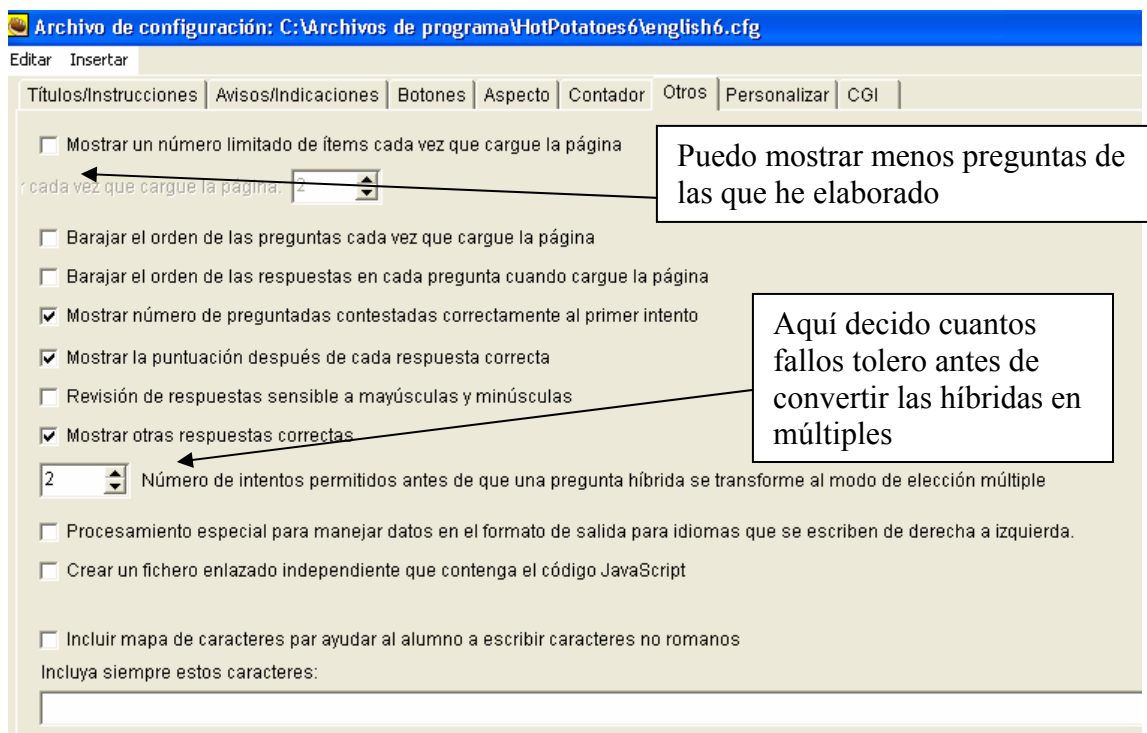 Archivo de configuración: C:\Archivos de programa\HotPotatoes6\english6.cfg
Editar Insertar
Títulos/Instrucciones Avisos/Indicaciones Botones Aspecto Contador Otros Personalizar CGI
Mostrar un número limitado de ítems cada vez que cargue la página
r cada vez que cargue la página: 2
Puedo mostrar menos preguntas de
las que he elaborado
Barajar el orden de las preguntas cada vez que cargue la página
Barajar el orden de las respuestas en cada pregunta cuando cargue la página
Mostrar número de preguntadas contestadas correctamente al primer intento
Mostrar la puntuación después de cada respuesta correcta
Revisión de respuestas sensible a mayúsculas y minúsculas
Mostrar otras respuestas correctas
Aquí decido cuantos
fallos tolero antes de
convertir las híbridas en
múltiples
2 Número de intentos permitidos antes de que una pregunta híbrida se transforme al modo de elección múltiple
Procesamiento especial para manejar datos en el formato de salida para idiomas que se escriben de derecha a izquierda.
Crear un fichero enlazado independiente que contenga el código JavaScript
Incluir mapa de caracteres par ayudar al alumno a escribir caracteres no romanos
Incluya siempre estos caracteres: